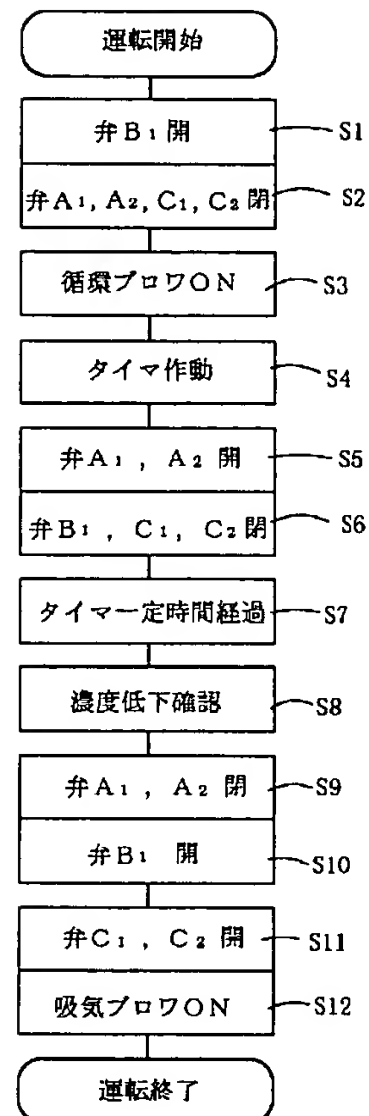 運転開始
弁B1開 S1
弁A1, A2, C1, C2閉 S2
循環ブロワON S3
タイマ作動 S4
弁A1 , A2 開 S5
弁B1 , C1, C2閉 S6
タイマ一定時間経過 S7
濃度低下確認 S8
弁A1 , A2 閉 S9
弁B1 開 S10
弁C1 , C2 開 S11
吸気ブロワON S12
運転終了